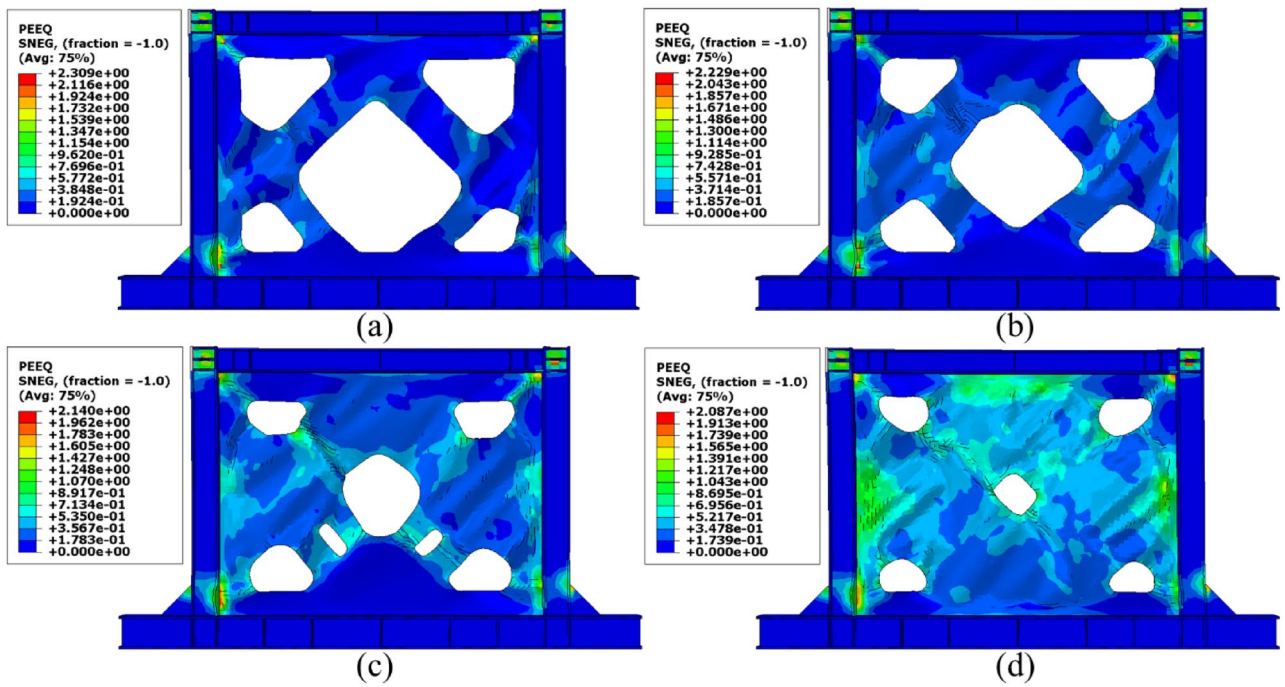 PEEQ
SNEG, (fraction = -1.0)
(Avg: 75%)
+2.309e+00
+2.116e+00
+1.924e+00
+1.732e+00
+1.539e+00
+1.347e+00
+1.154e+00
+9.620e-01
+7.696e-01
+5.772e-01
+3.848e-01
+1.924e-01
+0.000e+00
(a)
PEEQ
SNEG, (fraction = -1.0)
(Avg: 75%)
+2.229e+00
+2.043e+00
+1.857e+00
+1.671e+00
+1.486e+00
+1.300e+00
+1.114e+00
+9.285e-01
+7.428e-01
+5.571e-01
+3.714e-01
+1.857e-01
+0.000e+00
(b)
PEEQ
SNEG, (fraction = -1.0)
(Avg: 75%)
+2.140e+00
+1.962e+00
+1.783e+00
+1.605e+00
+1.427e+00
+1.248e+00
+1.070e+00
+8.917e-01
+7.134e-01
+5.350e-01
+3.567e-01
+1.783e-01
+0.000e+00
(c)
PEEQ
SNEG, (fraction = -1.0)
(Avg: 75%)
+2.087e+00
+1.913e+00
+1.739e+00
+1.565e+00
+1.391e+00
+1.217e+00
+1.043e+00
+8.695e-01
+6.956e-01
+5.217e-01
+3.478e-01
+1.739e-01
+0.000e+00
(d)